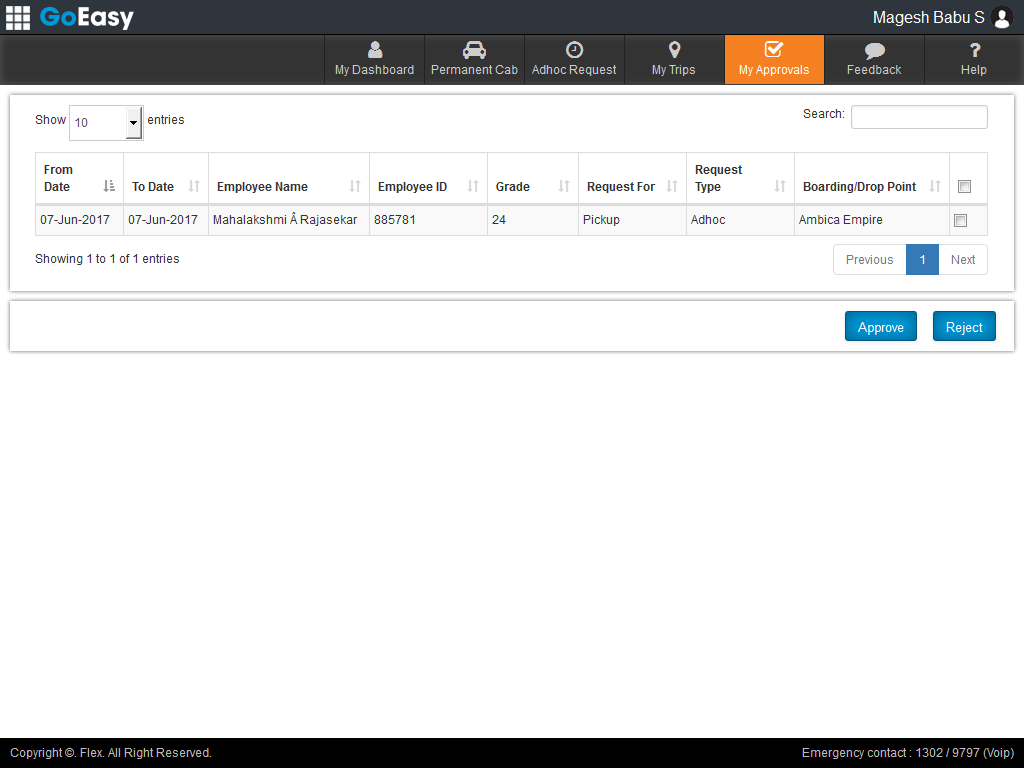 GoEasy
Magesh Babu S
My Dashboard
Permanent Cab
Adhoc Request
My Trips
My Approvals
Feedback
? Help
Show 10 entries
Search:
From Date
To Date
Employee Name
Employee ID
Grade
Request For
Request Type
Boarding/Drop Point
07-Jun-2017 07-Jun-2017 Mahalakshmi Â Rajasekar 885781 24 Pickup Adhoc Ambica Empire
Showing 1 to 1 of 1 entries
Previous 1 Next
Approve Reject
Copyright ©. Flex. All Right Reserved.
Emergency contact : 1302 / 9797 (Voip)